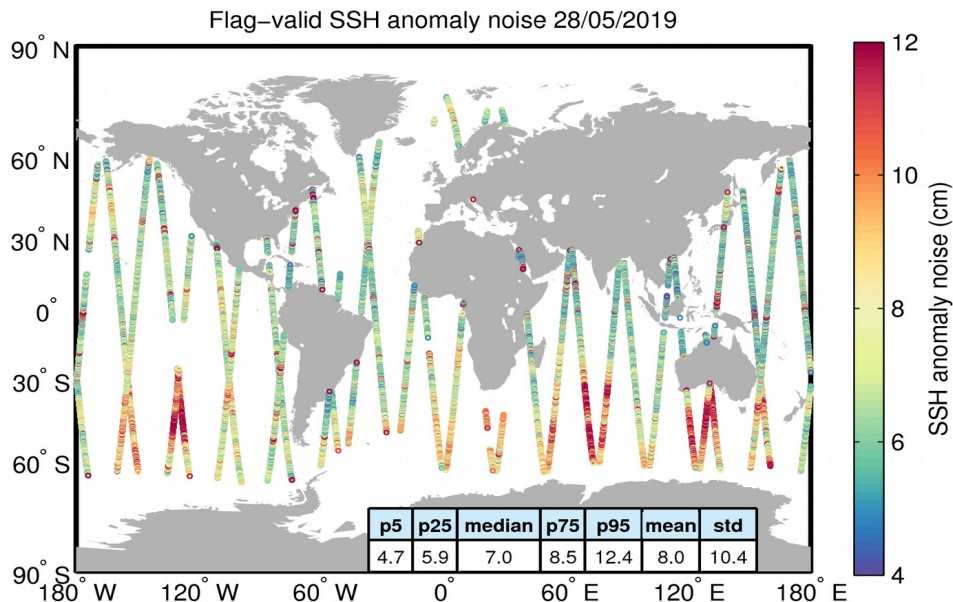 Flag−valid SSH anomaly noise 28/05/2019
90° N
60° N
30° N
0°
30° S
60° S
90° S
180° W
120° W
60° W
0°
60° E
120° E
180° E
p5 p25 median p75 p95 mean std
4.7 5.9 7.0 8.5 12.4 8.0 10.4
12
10
8
6
4
SSH anomaly noise (cm)